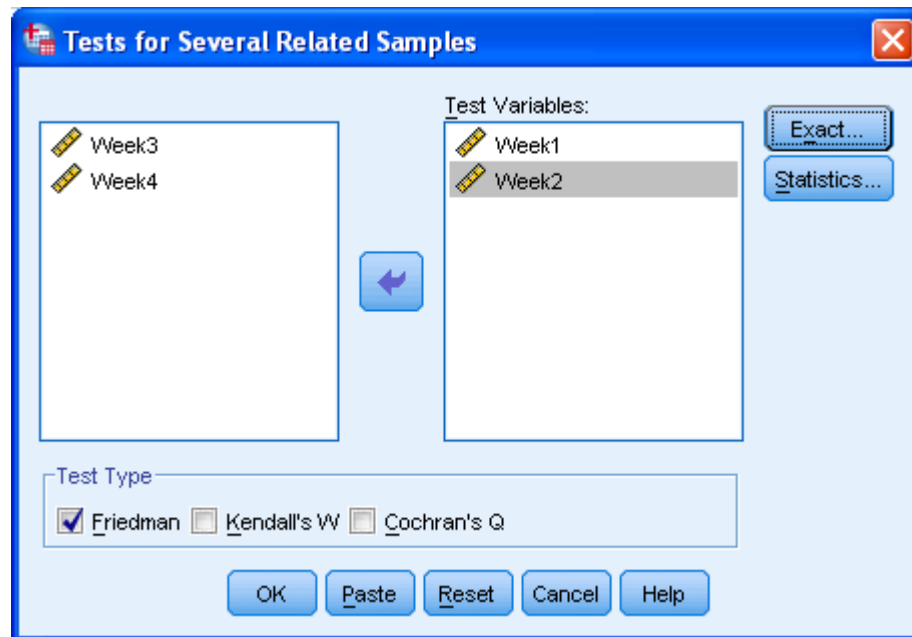 Tests for Several Related Samples
Test Variables:
Week3
Week4
Week1
Week2
Exact...
Statistics...
Test Type
Friedman
Kendall's W
Cochran's Q
OK
Paste
Reset
Cancel
Help